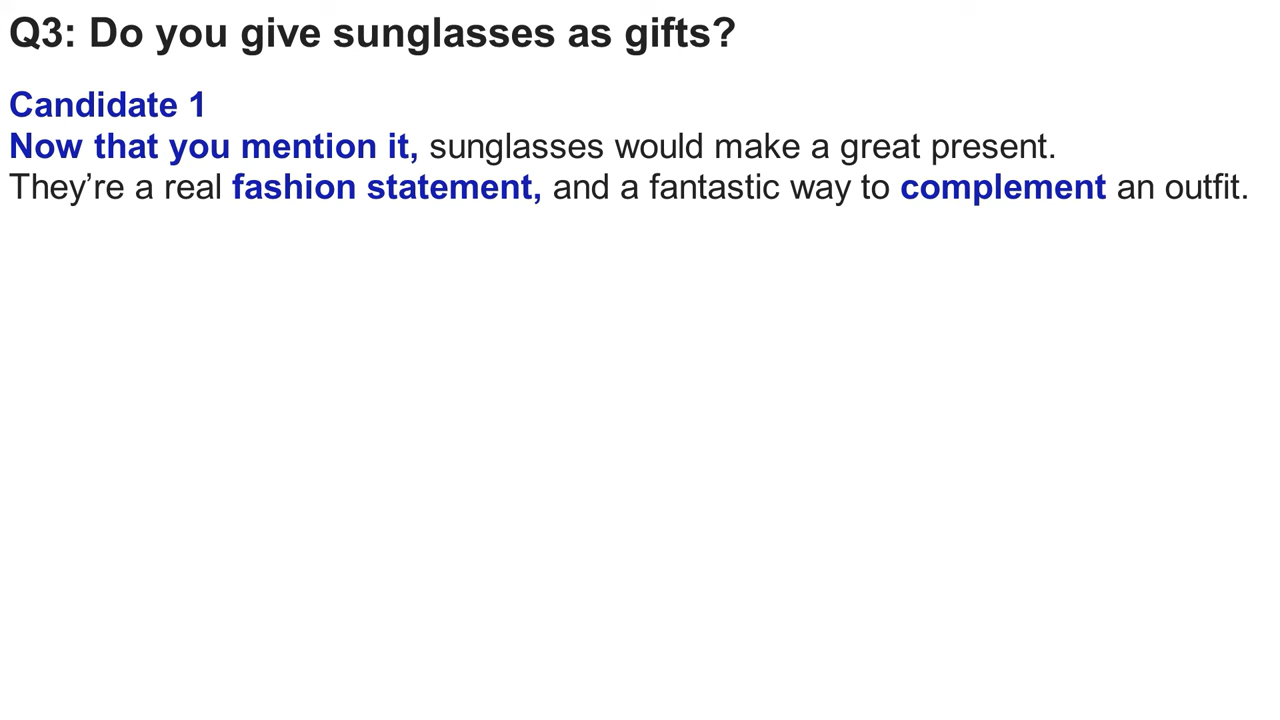 Q3: Do you give sunglasses as gifts?
Candidate 1
Now that you mention it, sunglasses would make a great present.
They’re a real fashion statement, and a fantastic way to complement an outfit.